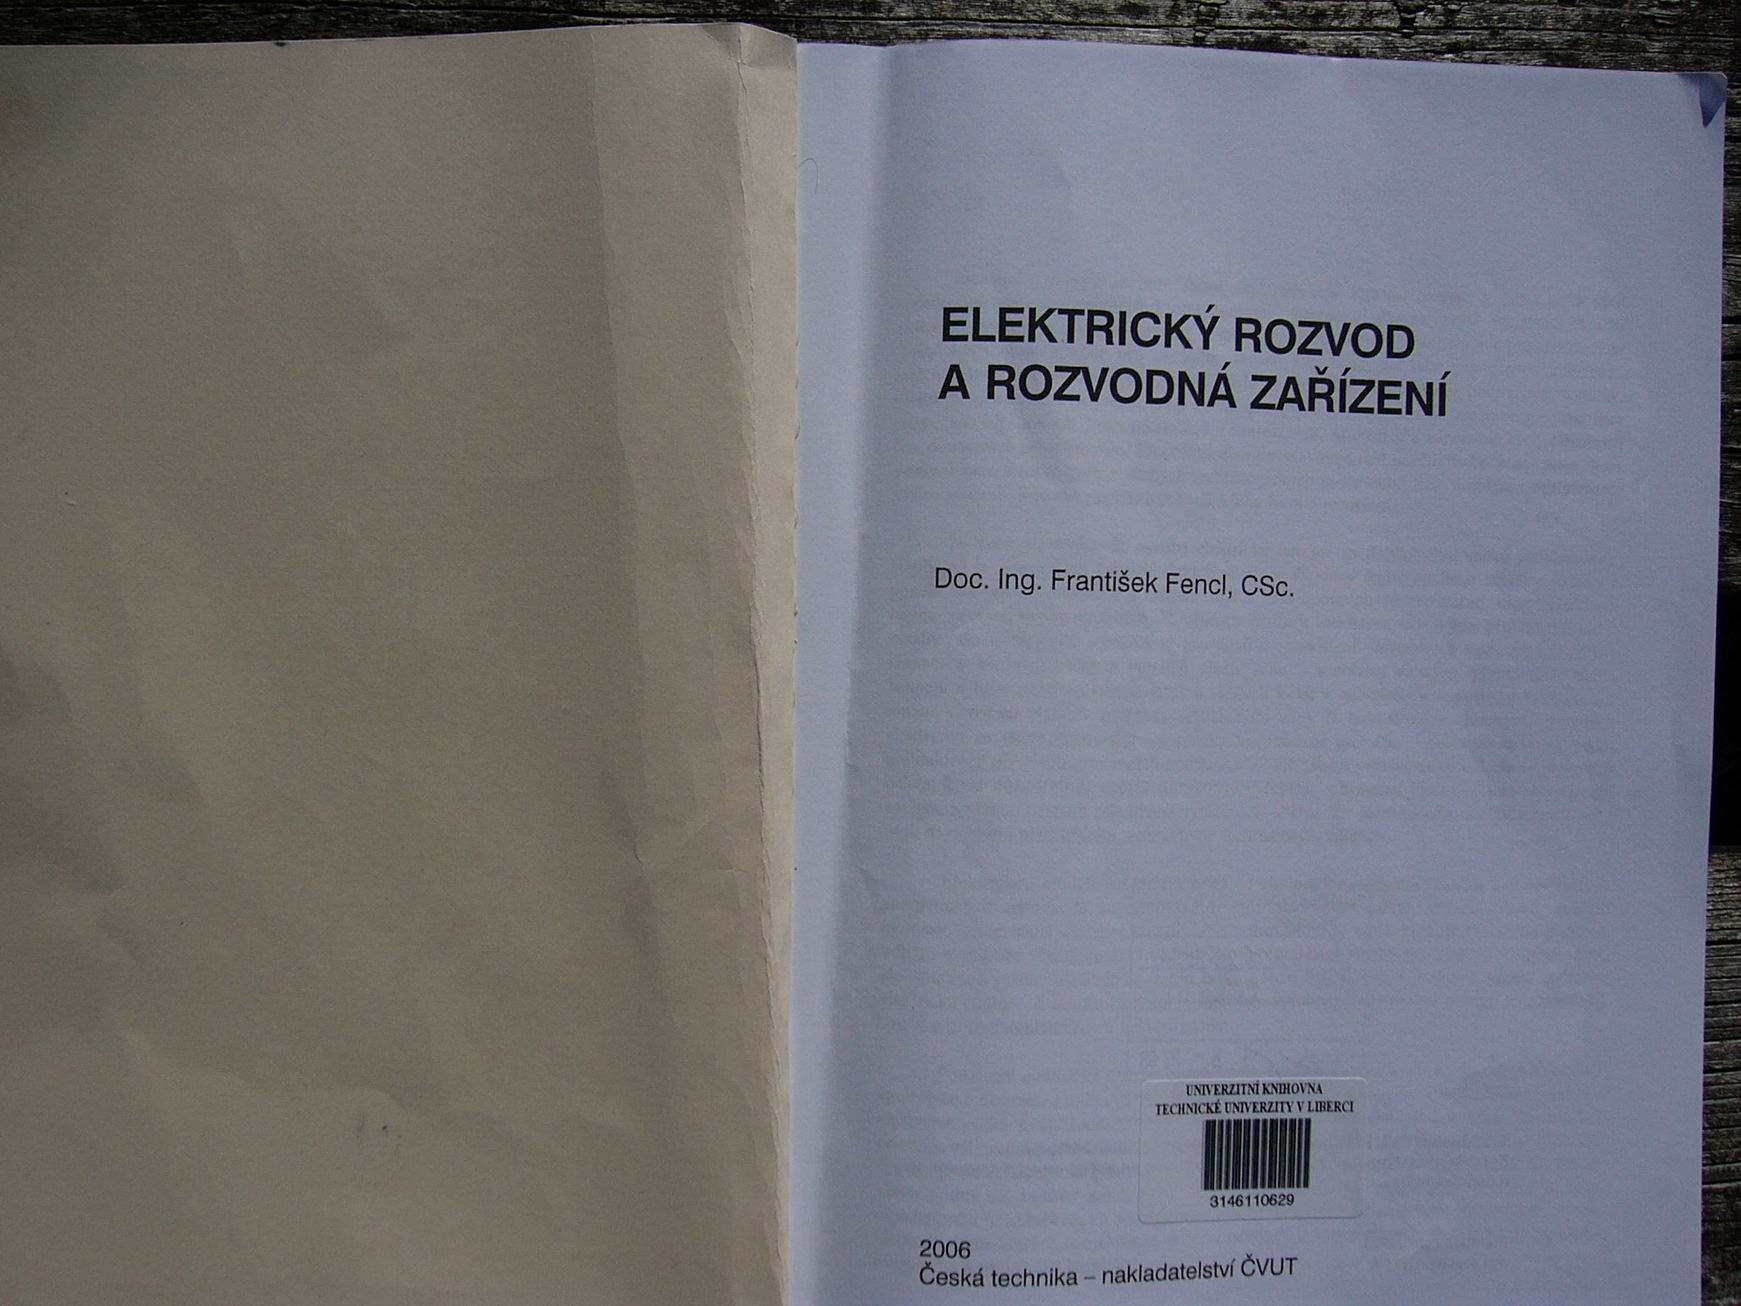 ELEKTRICKÝ ROZVOD
A ROZVODNÁ ZAŘÍZENÍ
Doc. Ing. František Fencl, CSc.
UNIVERZITNÍ KNIHOVNA
TECHNICKÉ UNIVERZITY V LIBERCI
3146110629
2006
Česká technika – nakladatelství ČVUT